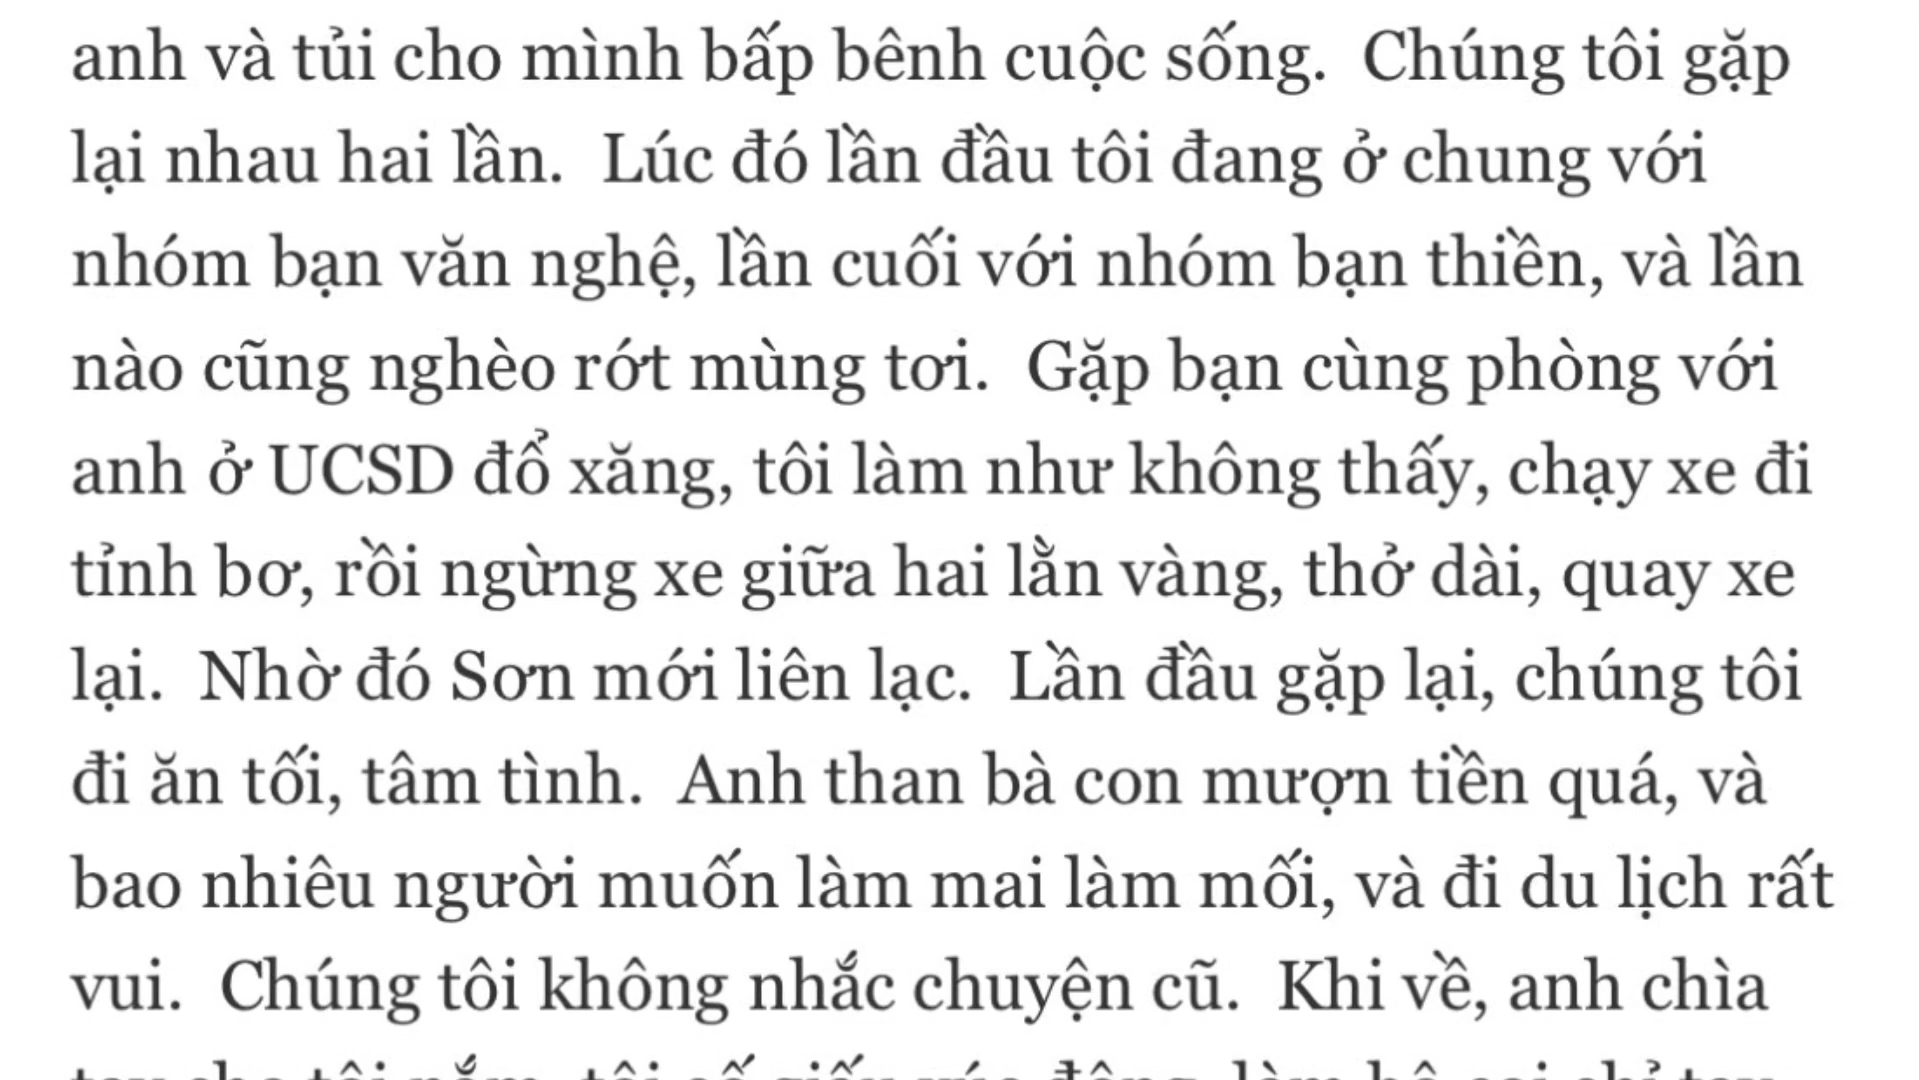 anh và tủi cho mình bấp bênh cuộc sống.  Chúng tôi gặp
lại nhau hai lần.  Lúc đó lần đầu tôi đang ở chung với
nhóm bạn văn nghệ, lần cuối với nhóm bạn thiền, và lần
nào cũng nghèo rớt mùng tơi.  Gặp bạn cùng phòng với
anh ở UCSD đổ xăng, tôi làm như không thấy, chạy xe đi
tỉnh bơ, rồi ngừng xe giữa hai lằn vàng, thở dài, quay xe
lại.  Nhờ đó Sơn mới liên lạc.  Lần đầu gặp lại, chúng tôi
đi ăn tối, tâm tình.  Anh than bà con mượn tiền quá, và
bao nhiêu người muốn làm mai làm mối, và đi du lịch rất
vui.  Chúng tôi không nhắc chuyện cũ.  Khi về, anh chìa